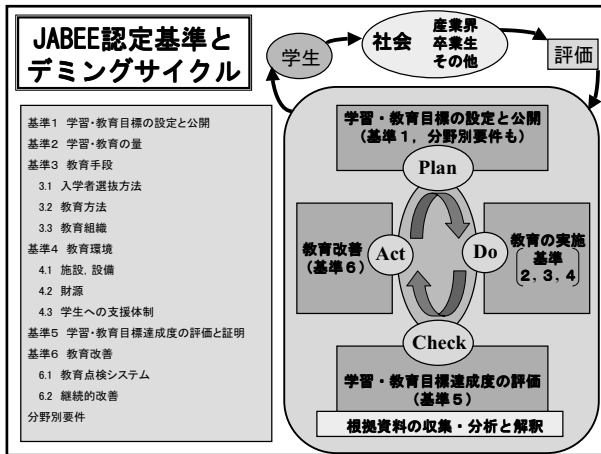 JABEE認定基準と
デミングサイクル
学生
社会
産業界
卒業生
その他
評価
基準1 学習・教育目標の設定と公開
基準2 学習・教育の量
基準3 教育手段
3.1 入学者選抜方法
3.2 教育方法
3.3 教育組織
基準4 教育環境
4.1 施設,設備
4.2 財源
4.3 学生への支援体制
基準5 学習・教育目標達成度の評価と証明
基準6 教育改善
6.1 教育点検システム
6.2 継続的改善
分野別要件
学習・教育目標の設定と公開
(基準1,分野別要件も)
Plan
教育改善
(基準6)
Act
Do
教育の実施
基準
2,3,4
Check
学習・教育目標達成度の評価
(基準5)
根拠資料の収集・分析と解釈